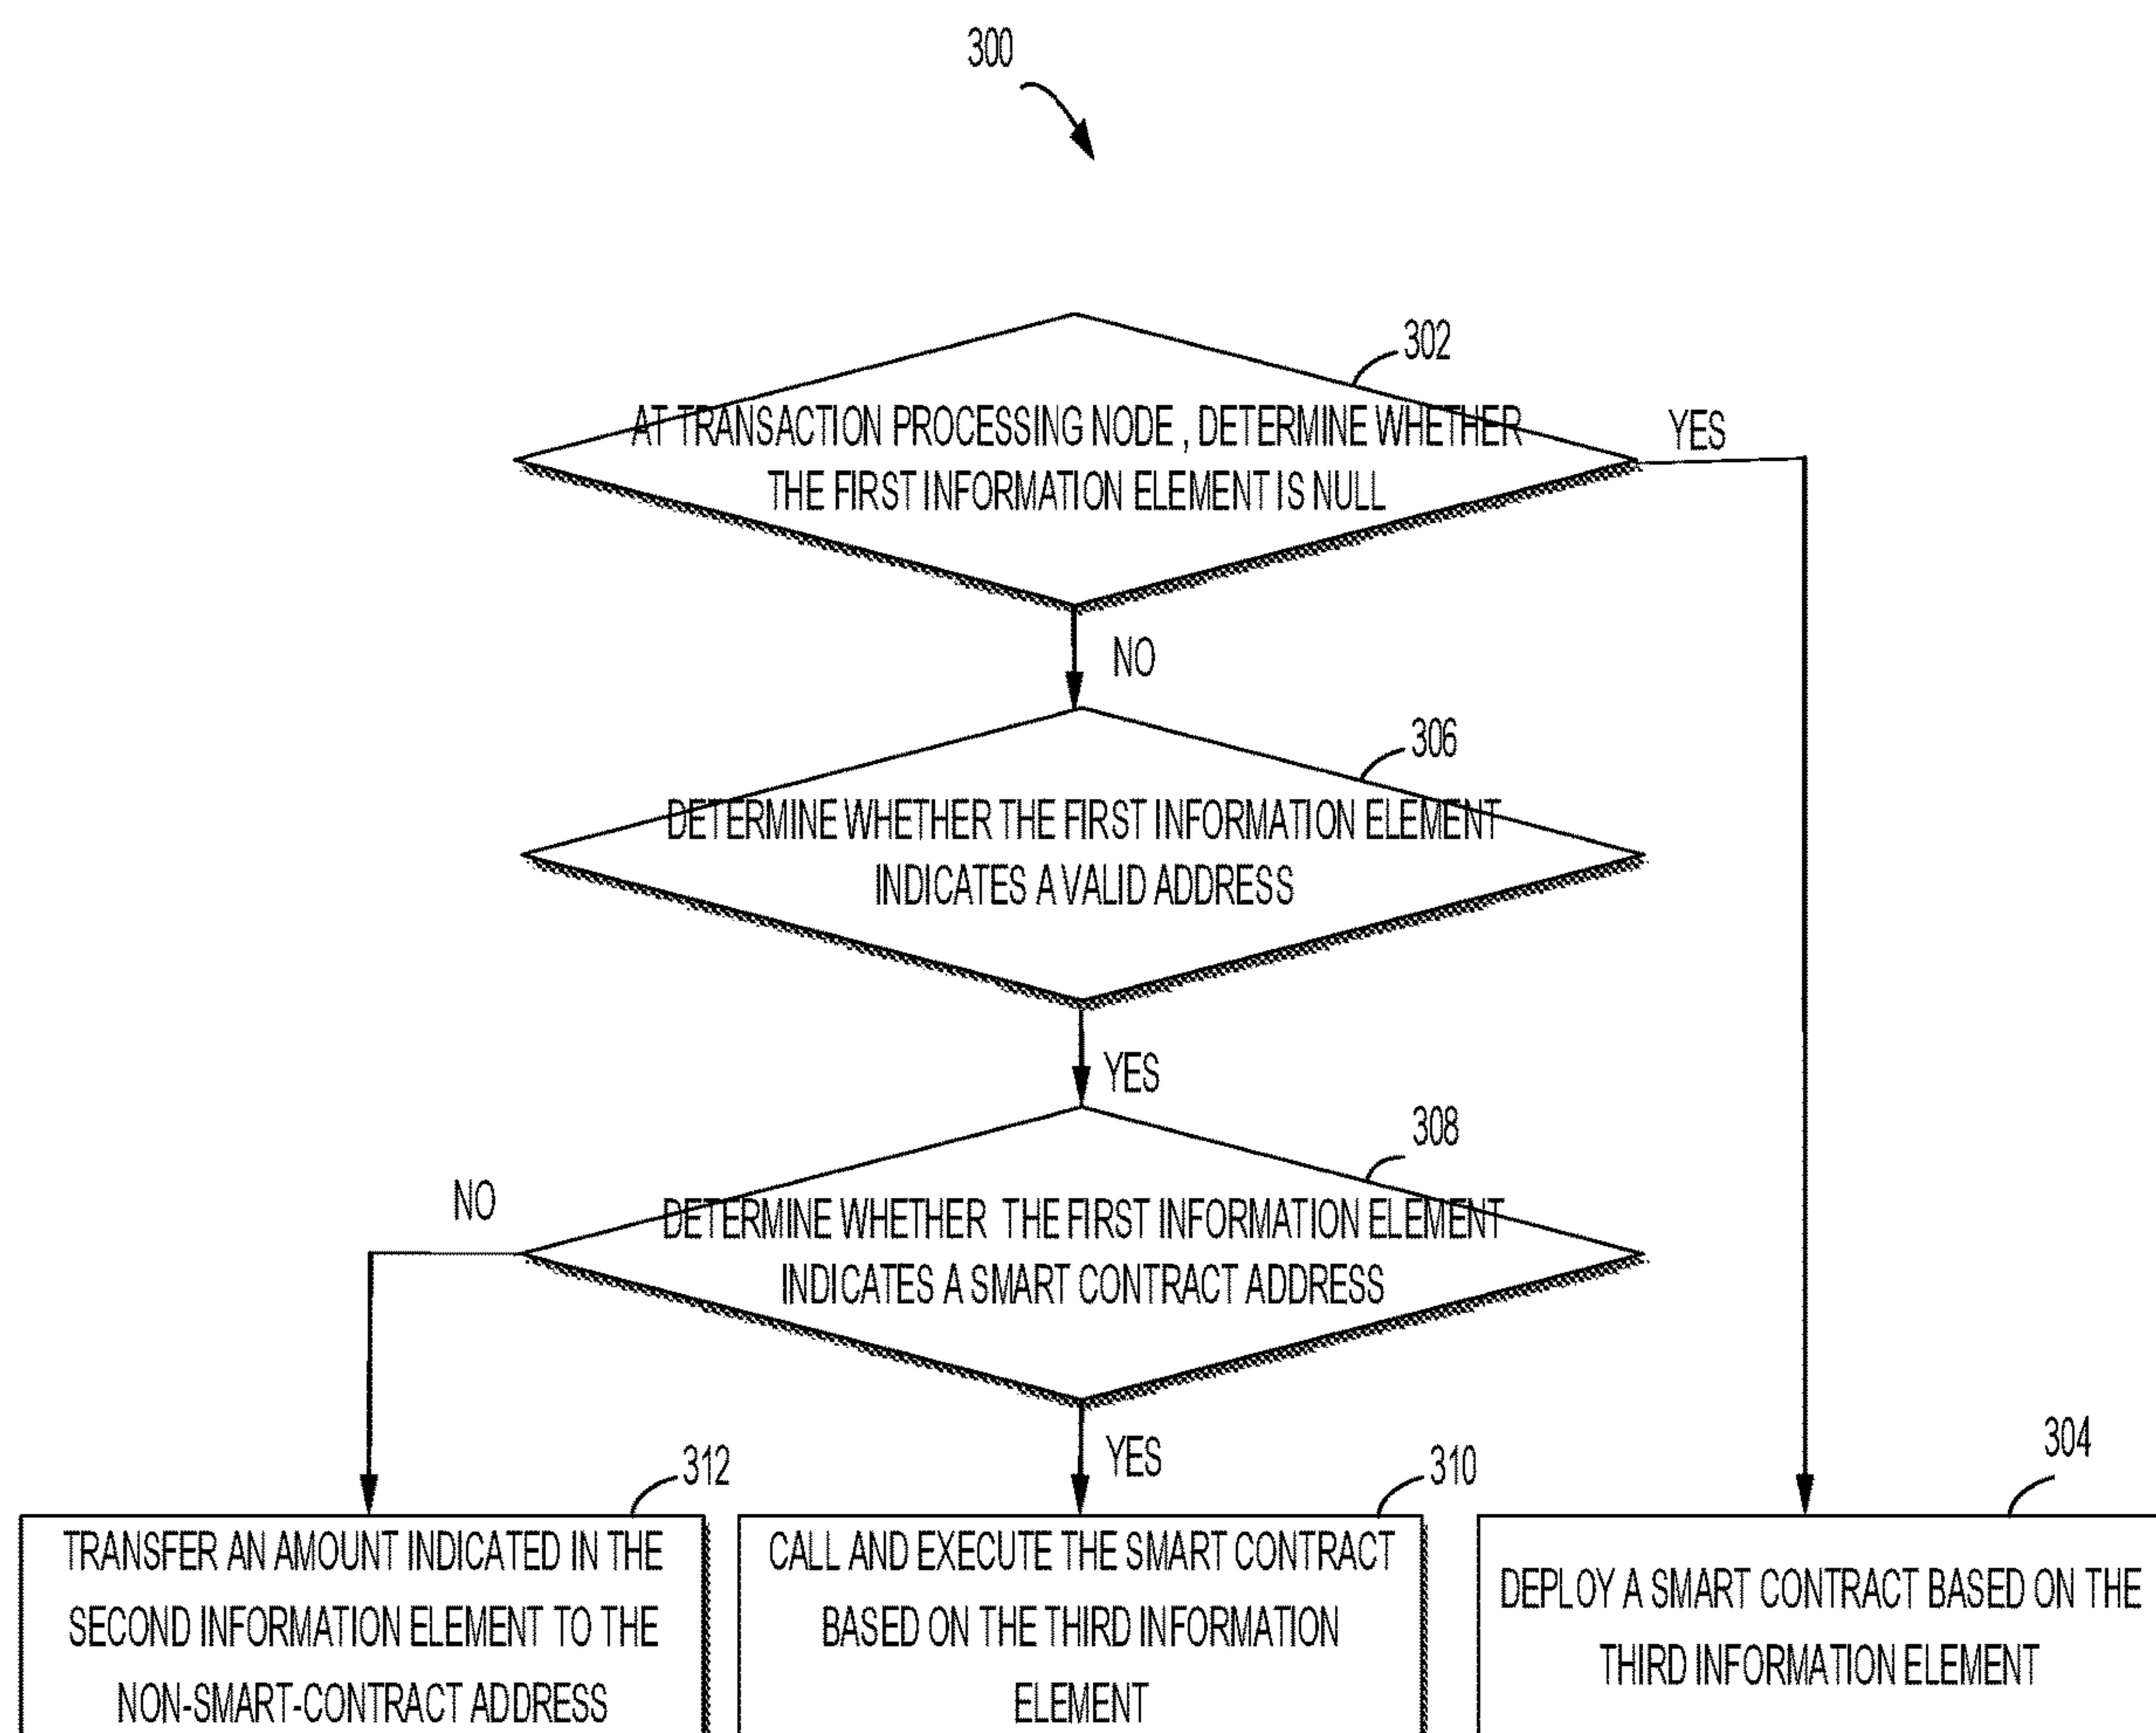 300
302
AT TRANSACTION PROCESSING NODE , DETERMINE WHETHER
THE FIRST INFORMATION ELEMENT IS NULL
YES
NO
306
DETERMINE WHETHER THE FIRST INFORMATION ELEMENT
INDICATES A VALID ADDRESS
YES
308
NO
DETERMINE WHETHER THE FIRST INFORMATION ELEMENT
INDICATES A SMART CONTRACT ADDRESS
YES
312
TRANSFER AN AMOUNT INDICATED IN THE
SECOND INFORMATION ELEMENT TO THE
NON-SMART-CONTRACT ADDRESS
310
CALL AND EXECUTE THE SMART CONTRACT
BASED ON THE THIRD INFORMATION
ELEMENT
304
DEPLOY A SMART CONTRACT BASED ON THE
THIRD INFORMATION ELEMENT